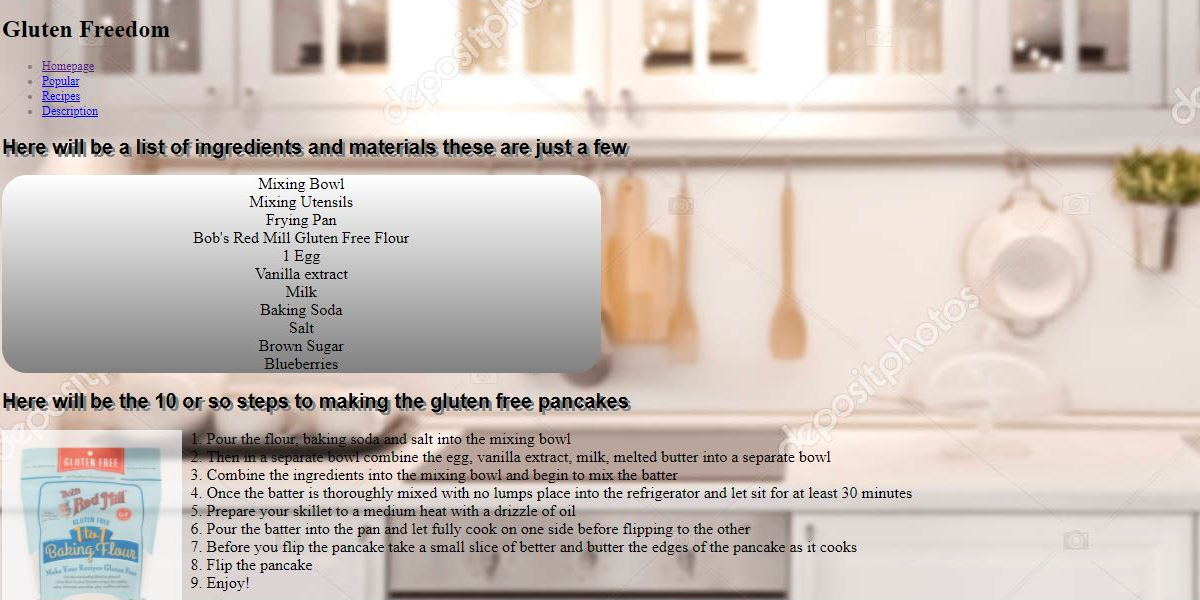 Gluten Freedom
Homepage
Popular
Recipes
Description
Here will be a list of ingredients and materials these are just a few
Mixing Bowl
Mixing Utensils
Frying Pan
Bob's Red Mill Gluten Free Flour
1 Egg
Vanilla extract
Milk
Baking Soda
Salt
Brown Sugar
Blueberries
Here will be the 10 or so steps to making the gluten free pancakes
1. Pour the flour, baking soda and salt into the mixing bowl
2. Then in a separate bowl combine the egg, vanilla extract, milk, melted butter into a separate bowl
3. Combine the ingredients into the mixing bowl and begin to mix the batter
4. Once the batter is thoroughly mixed with no lumps place into the refrigerator and let sit for at least 30 minutes
5. Prepare your skillet to a medium heat with a drizzle of oil
6. Pour the batter into the pan and let fully cook on one side before flipping to the other
7. Before you flip the pancake take a small slice of better and butter the edges of the pancake as it cooks
8. Flip the pancake
9. Enjoy!
GLUTEN FREE
Bob's
Red Mill
GLUTEN FREE
1 to 1
Baking Flour
Make Your Recipes Gluten Free
depositphotos
depositphotos